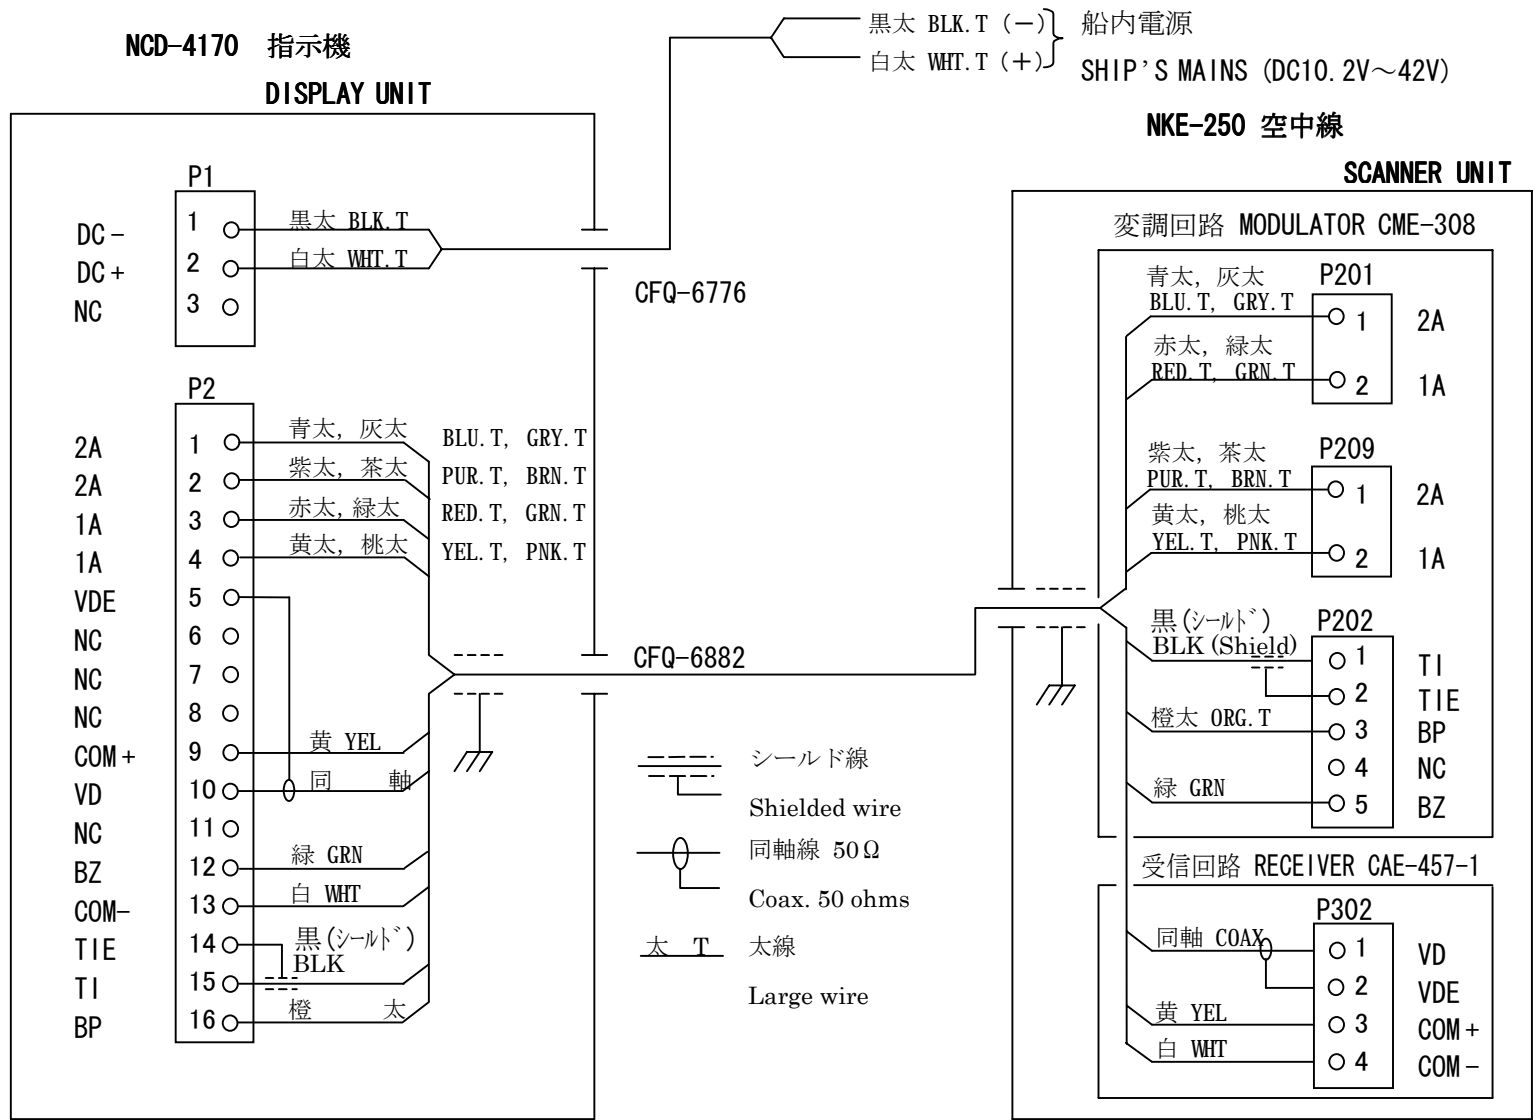 黒太 BLK.T (－)
船内電源
NCD-4170 指示機
白太 WHT.T (＋)
SHIP'S MAINS (DC10.2V～42V)
DISPLAY UNIT
NKE-250 空中線
SCANNER UNIT
P1
DC－ 1 黒太 BLK.T
DC＋ 2 白太 WHT.T
NC 3
CFQ-6776
P2
2A 1 青太, 灰太 BLU.T, GRY.T
2A 2 紫太, 茶太 PUR.T, BRN.T
1A 3 赤太, 緑太 RED.T, GRN.T
1A 4 黄太, 桃太 YEL.T, PNK.T
VDE 5
NC 6
NC 7
NC 8
COM＋ 9 黄 YEL
VD 10 同 軸
NC 11
BZ 12 緑 GRN
COM- 13 白 WHT
TIE 14 黒(ｼｰﾙﾄﾞ)
BLK
TI 15
BP 16 橙 太
CFQ-6882
シールド線
Shielded wire
同軸線 50Ω
Coax. 50 ohms
太 T 太線
Large wire
変調回路 MODULATOR CME-308
P201
青太, 灰太
BLU.T, GRY.T 1 2A
赤太, 緑太
RED.T, GRN.T 2 1A
P209
紫太, 茶太
PUR.T, BRN.T 1 2A
黄太, 桃太
YEL.T, PNK.T 2 1A
P202
黒(ｼｰﾙﾄﾞ)
BLK (Shield) 1 TI
2 TIE
橙太 ORG.T 3 BP
4 NC
緑 GRN 5 BZ
受信回路 RECEIVER CAE-457-1
P302
同軸 COAX 1 VD
2 VDE
黄 YEL 3 COM＋
白 WHT 4 COM－